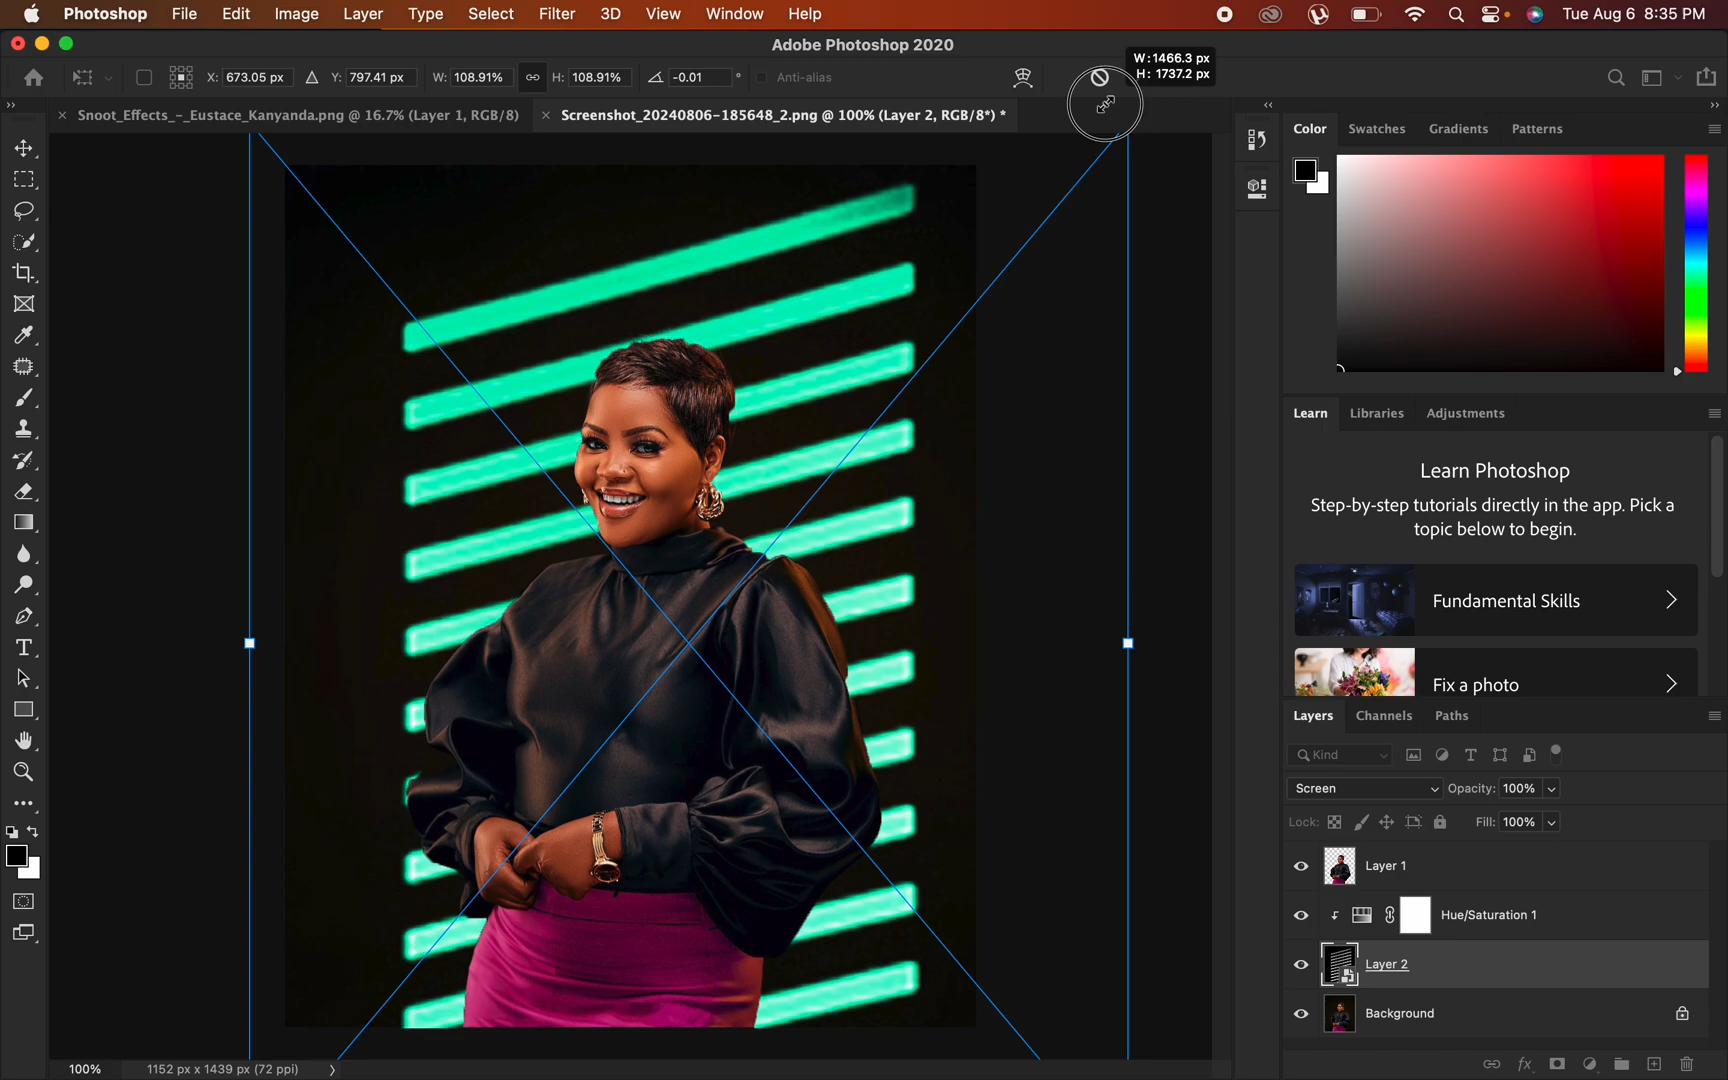 Photoshop File Edit Image Layer Type Select Filter 3D View Window Help Tue Aug 6 8:35 PM
Adobe Photoshop 2020
X: 673.05 px Y: 797.41 px W: 108.91% H: 108.91% -0.01 ° Anti-alias
W: 1466.3 px
H: 1737.2 px
Snoot_Effects_-_Eustace_Kanyanda.png @ 16.7% (Layer 1, RGB/8) Screenshot_20240806-185648_2.png @ 100% (Layer 2, RGB/8*) *
Color Swatches Gradients Patterns
Learn Libraries Adjustments
Learn Photoshop
Step-by-step tutorials directly in the app. Pick a
topic below to begin.
Fundamental Skills
Fix a photo
Layers Channels Paths
Kind
Screen Opacity: 100%
Lock: Fill: 100%
Layer 1
Hue/Saturation 1
Layer 2
Background
100% 1152 px x 1439 px (72 ppi)